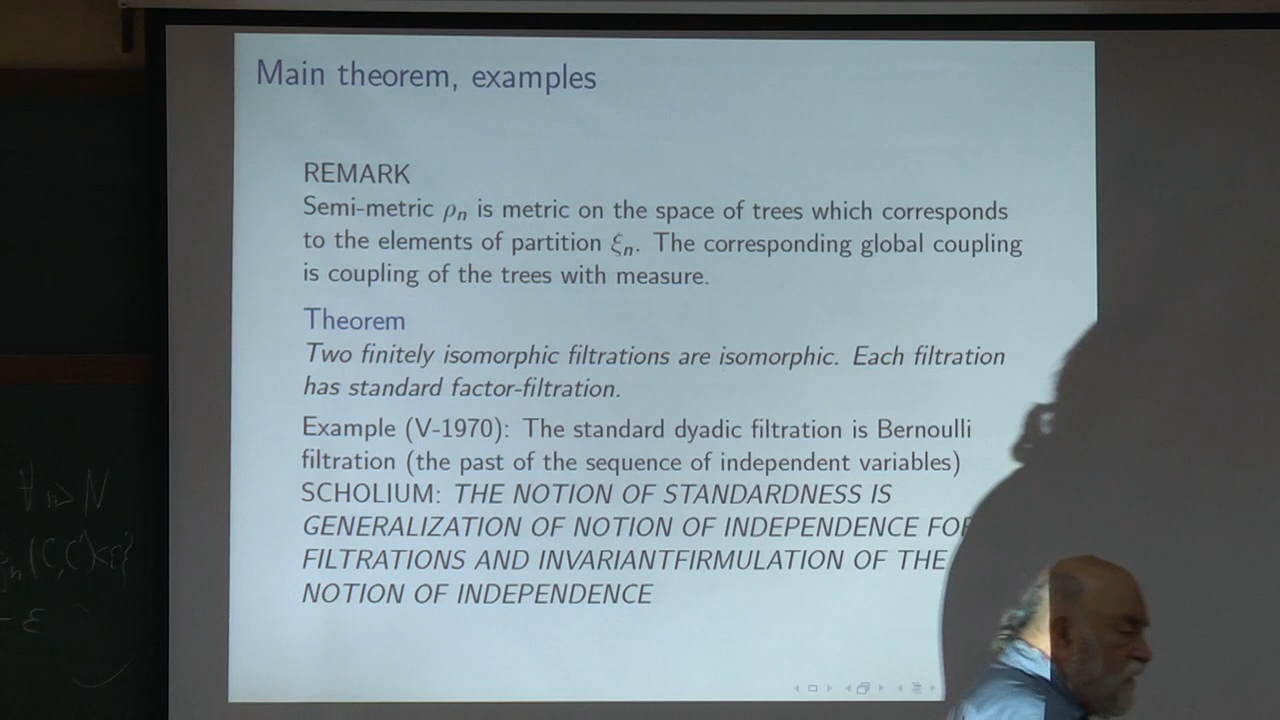 Main theorem, examples
REMARK
Semi-metric ρn is metric on the space of trees which corresponds
to the elements of partition ξn. The corresponding global coupling
is coupling of the trees with measure.
Theorem
Two finitely isomorphic filtrations are isomorphic. Each filtration
has standard factor-filtration.
Example (V-1970): The standard dyadic filtration is Bernoulli
filtration (the past of the sequence of independent variables)
SCHOLIUM: THE NOTION OF STANDARDNESS IS
GENERALIZATION OF NOTION OF INDEPENDENCE FO
FILTRATIONS AND INVARIANTFIRMULATION OF THE
NOTION OF INDEPENDENCE